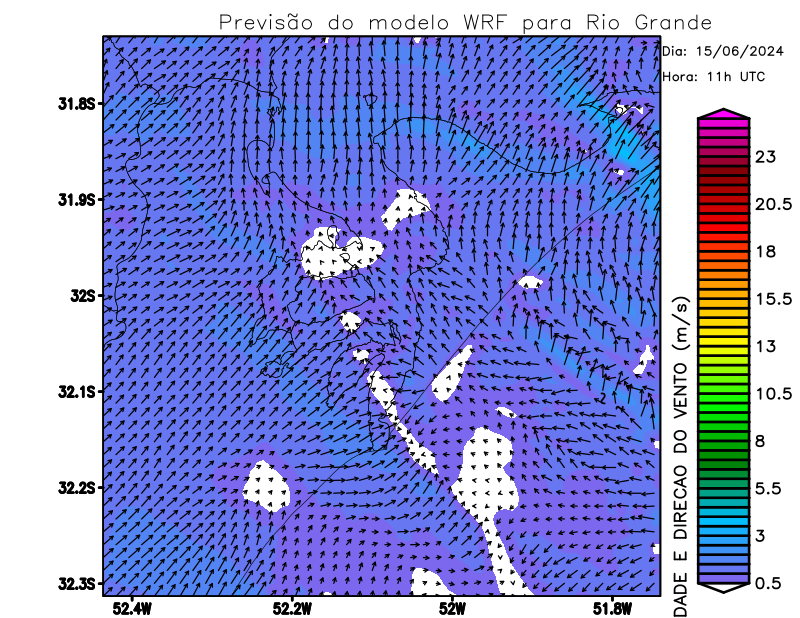 Previsão do modelo WRF para Rio Grande
Dia: 15/06/2024
Hora: 11h UTC
31.8S
31.9S
32S
32.1S
32.2S
32.3S
52.4W
52.2W
52W
51.8W
23
20.5
18
15.5
13
10.5
8
5.5
3
0.5
DADE E DIRECAO DO VENTO (m/s)